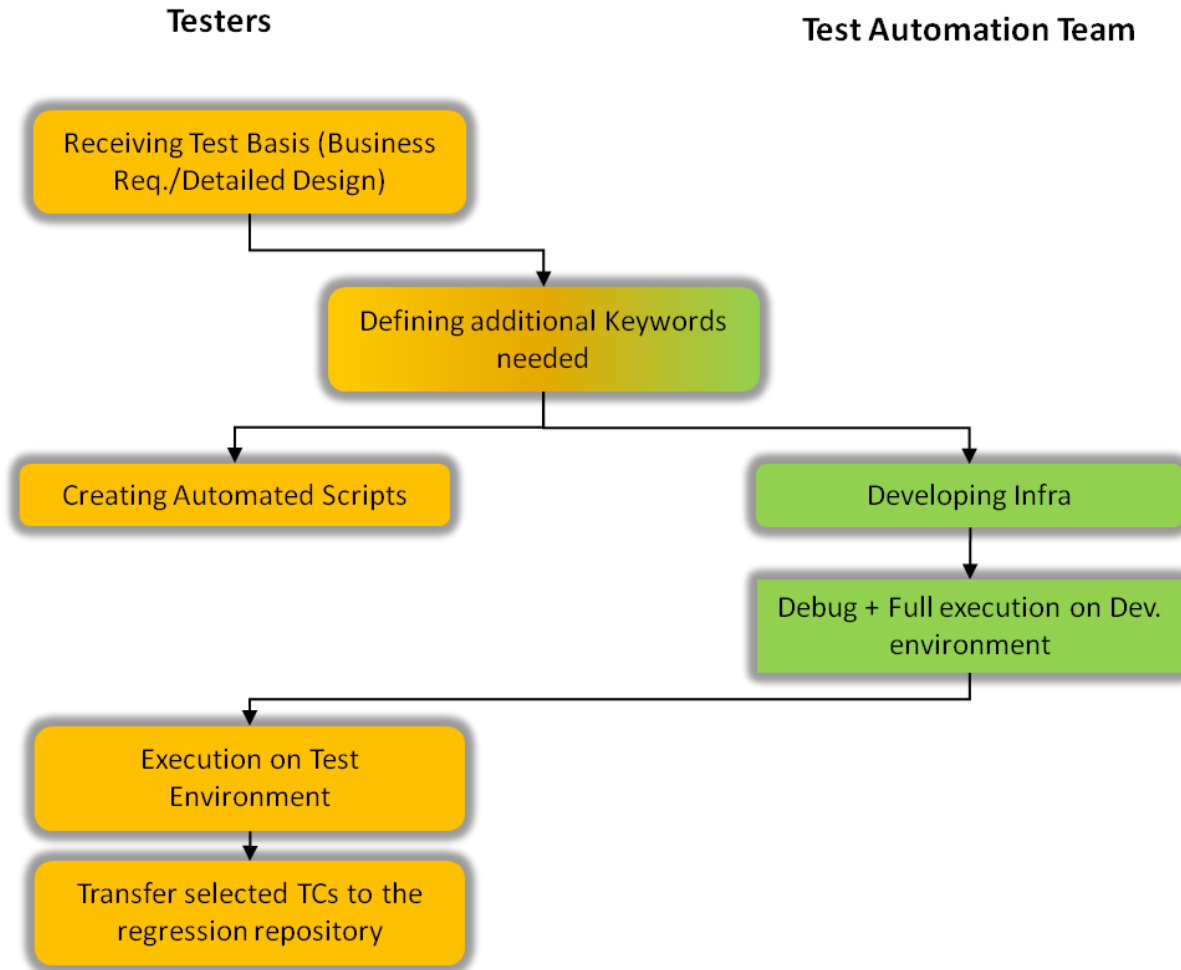 Testers
Test Automation Team
Receiving Test Basis (Business
Req./Detailed Design)
Defining additional Keywords
needed
Creating Automated Scripts
Developing Infra
Debug + Full execution on Dev.
environment
Execution on Test
Environment
Transfer selected TCs to the
regression repository